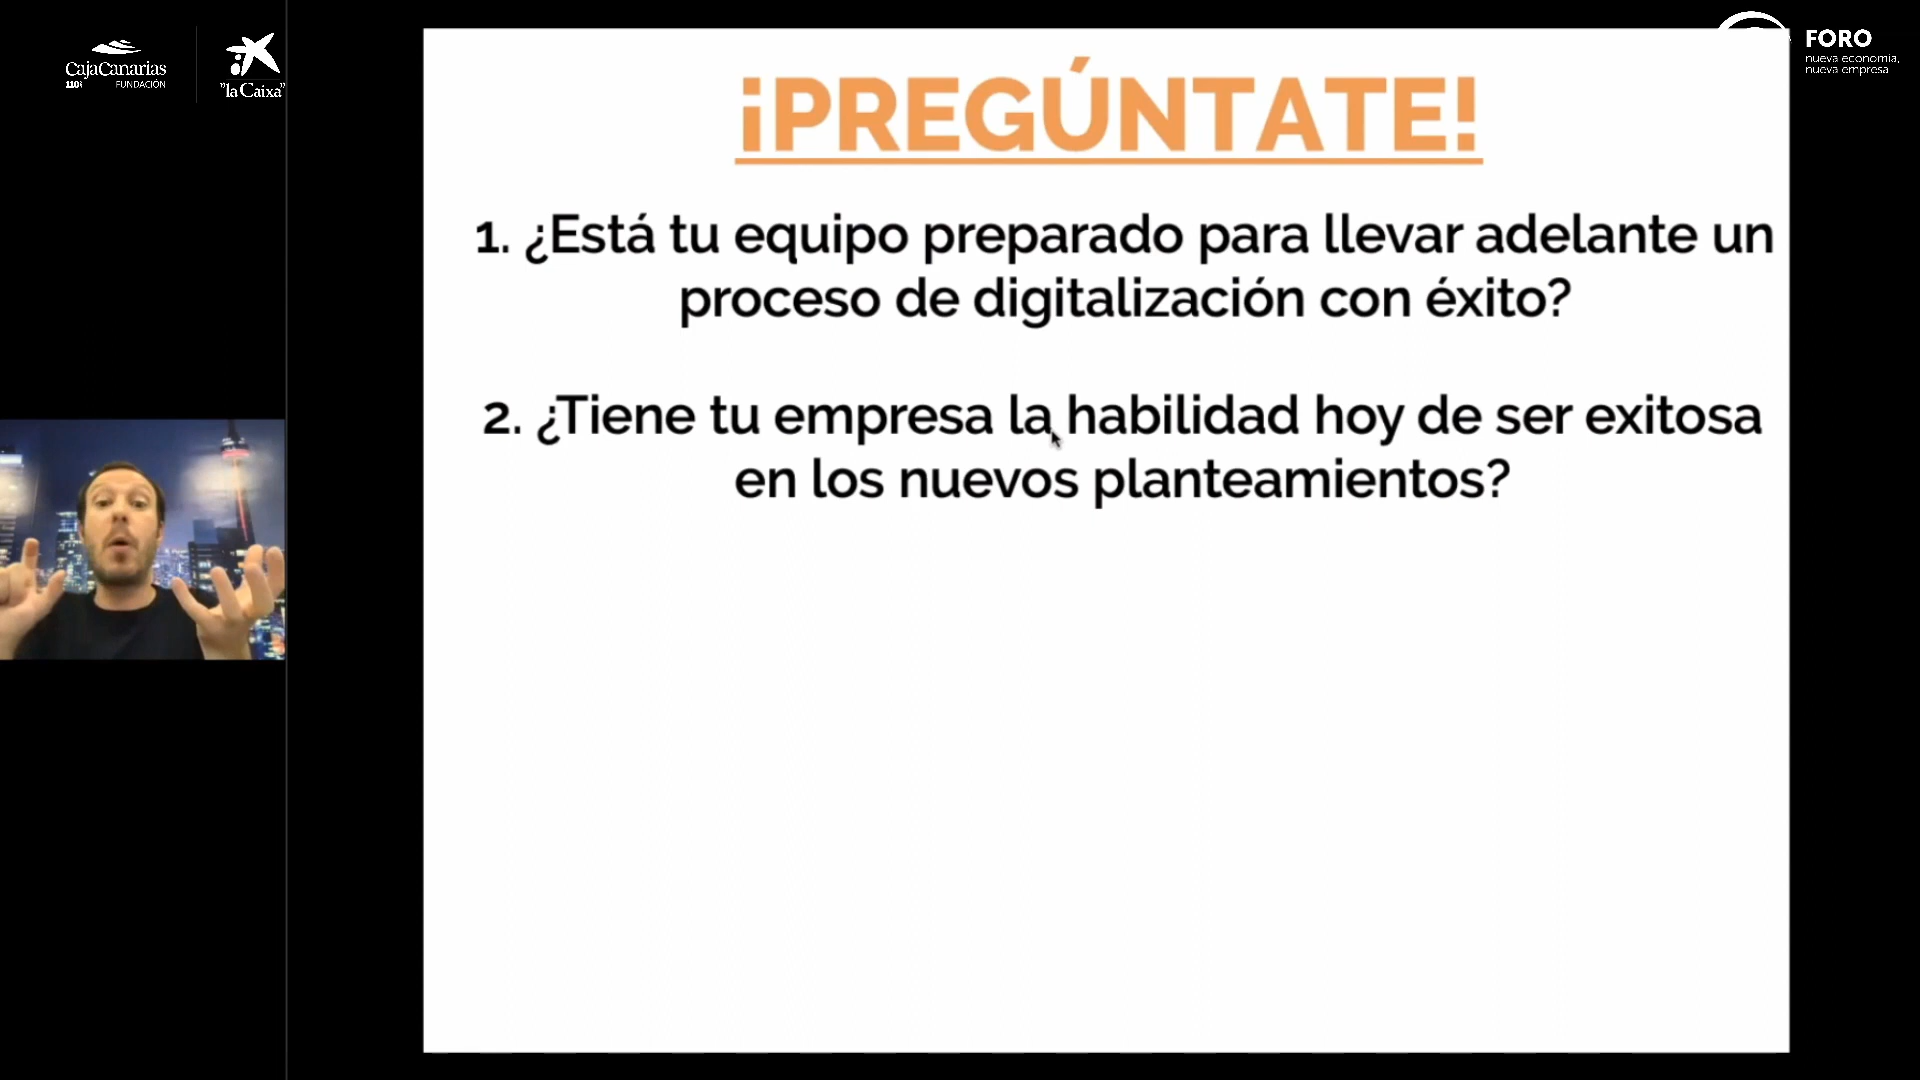 CajaCanarias
FUNDACIÓN
"la Caixa"
FORO
nueva economía,
nueva empresa
¡PREGÚNTATE!
1. ¿Está tu equipo preparado para llevar adelante un
proceso de digitalización con éxito?
2. ¿Tiene tu empresa la habilidad hoy de ser exitosa
en los nuevos planteamientos?